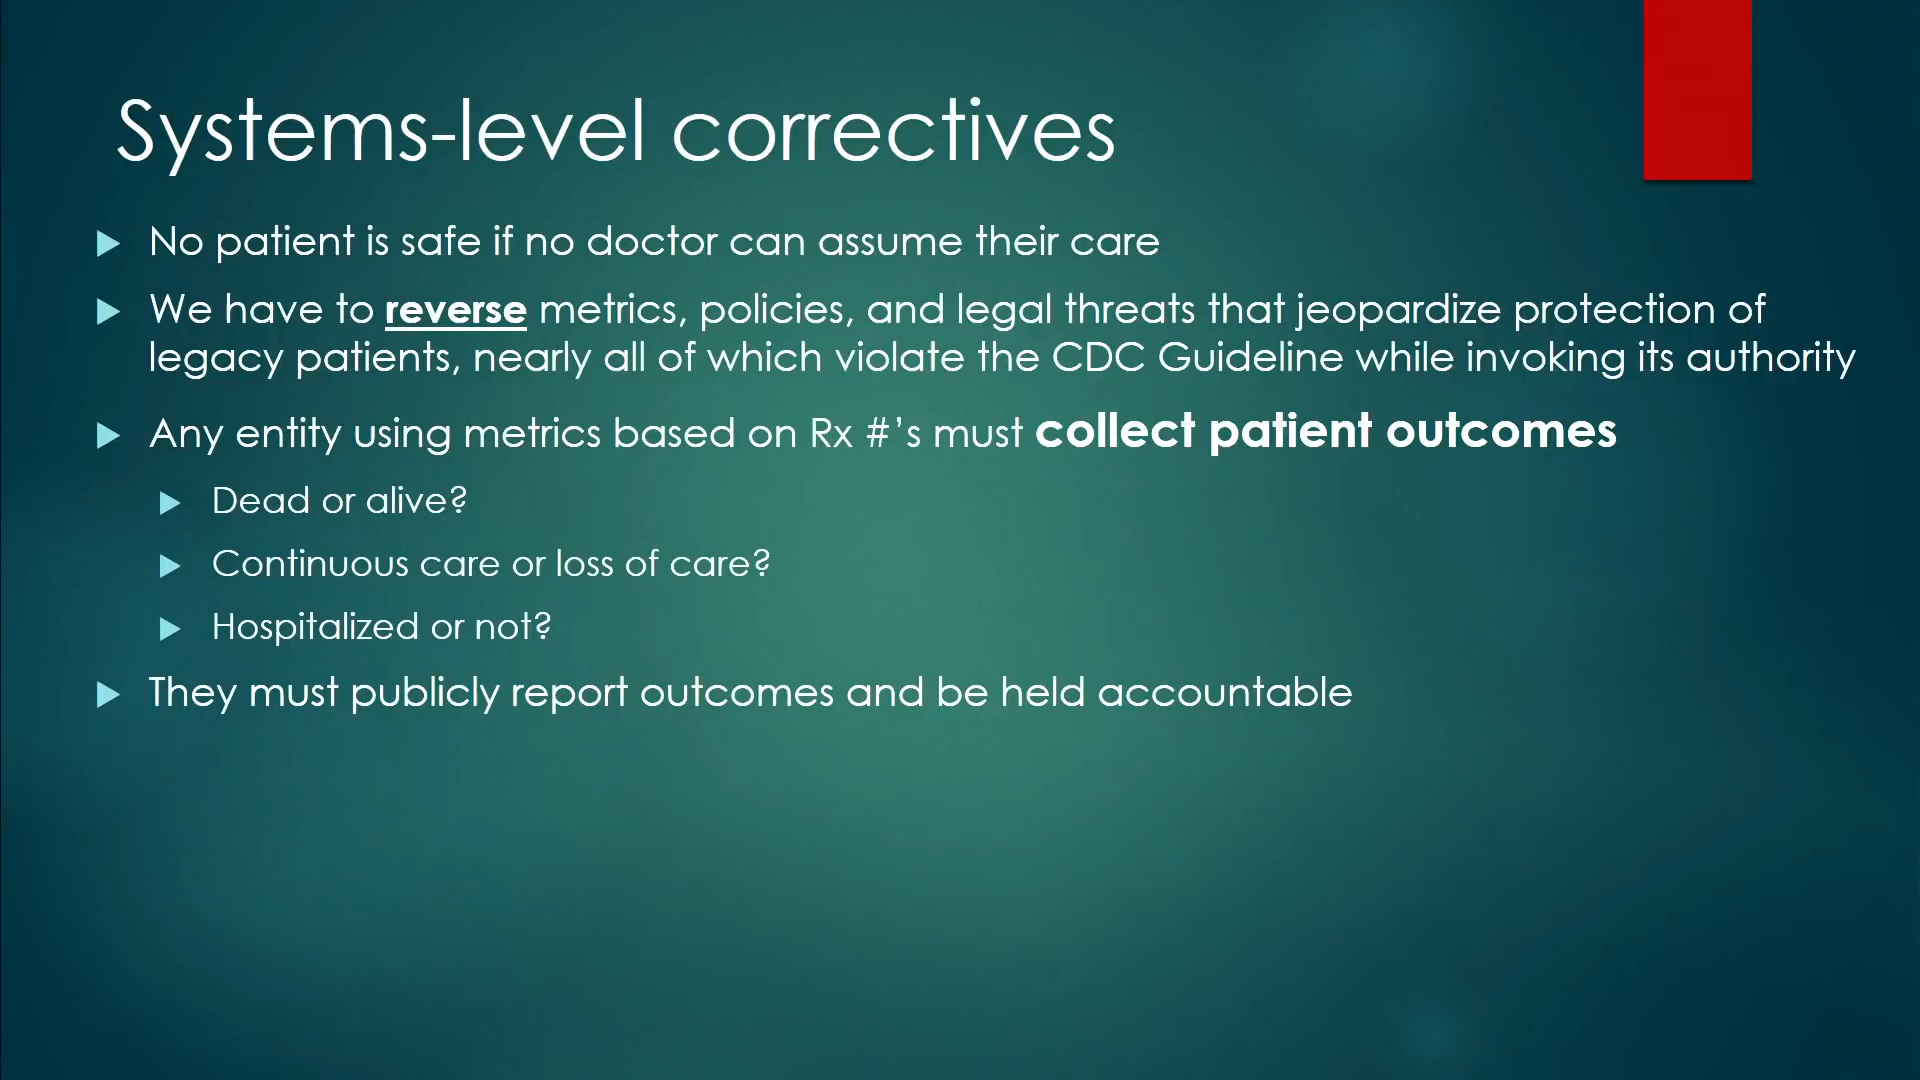 Systems-level correctives
No patient is safe if no doctor can assume their care
We have to reverse metrics, policies, and legal threats that jeopardize protection of
legacy patients, nearly all of which violate the CDC Guideline while invoking its authority
Any entity using metrics based on Rx #’s must collect patient outcomes
Dead or alive?
Continuous care or loss of care?
Hospitalized or not?
They must publicly report outcomes and be held accountable